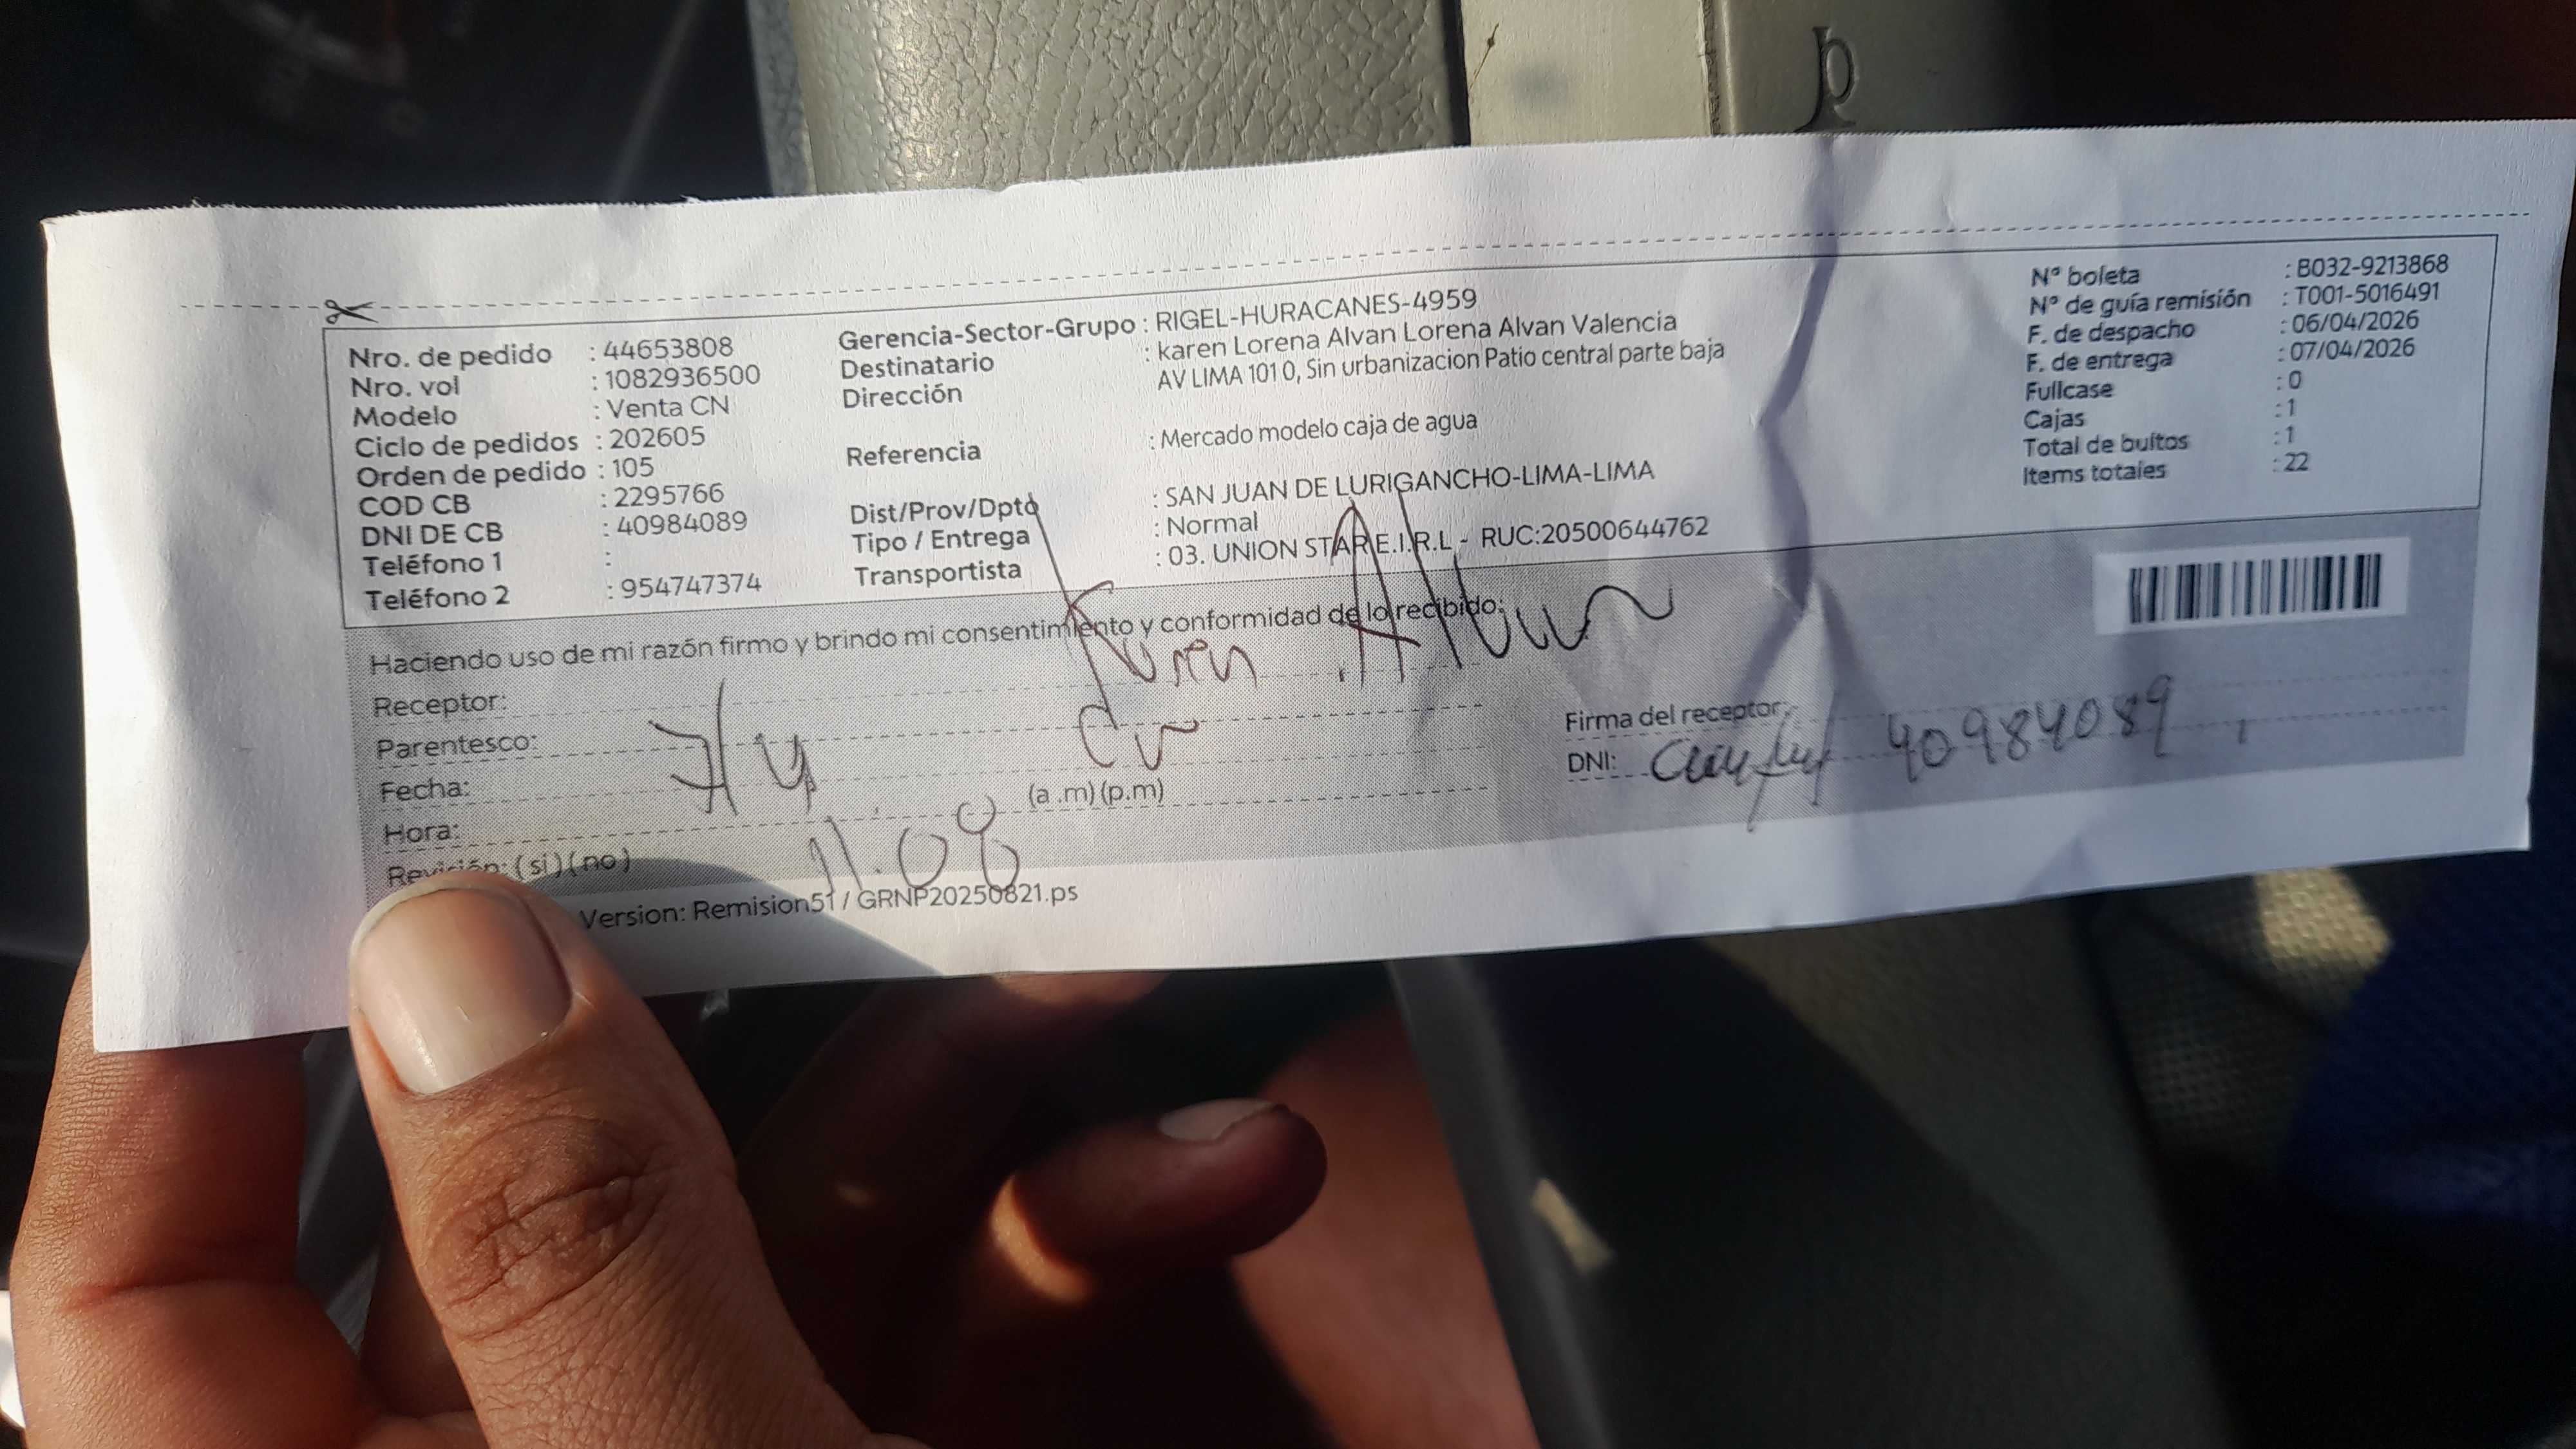 Nro. de pedido : 44653808
Nro. vol : 1082936500
Modelo : Venta CN
Ciclo de pedidos : 202605
Orden de pedido : 105
COD CB : 2295766
DNI DE CB : 40984089
Teléfono 1 :
Teléfono 2 : 954747374
Gerencia-Sector-Grupo : RIGEL-HURACANES-4959
Destinatario : karen Lorena Alvan Lorena Alvan Valencia
Dirección AV LIMA 101 0, Sin urbanizacion Patio central parte baja
Referencia : Mercado modelo caja de agua
Dist/Prov/Dpto : SAN JUAN DE LURIGANCHO-LIMA-LIMA
Tipo / Entrega : Normal
Transportista : 03. UNION STAR E.I.R.L - RUC:20500644762
N° boleta : B032-9213868
N° de guía remisión : T001-5016491
F. de despacho : 06/04/2026
F. de entrega : 07/04/2026
Fullcase : 0
Cajas : 1
Total de bultos : 1
Items totales : 22
Haciendo uso de mi razón firmo y brindo mi consentimiento y conformidad de lo recibido:
Receptor: Karen Alvan
Parentesco:
Fecha: 7/4
Hora: 11:08 (a .m) (p.m)
Revisión: ( si ) ( no )
Firma del receptor:
DNI: 40984089
Version: Remision51 / GRNP20250821.ps